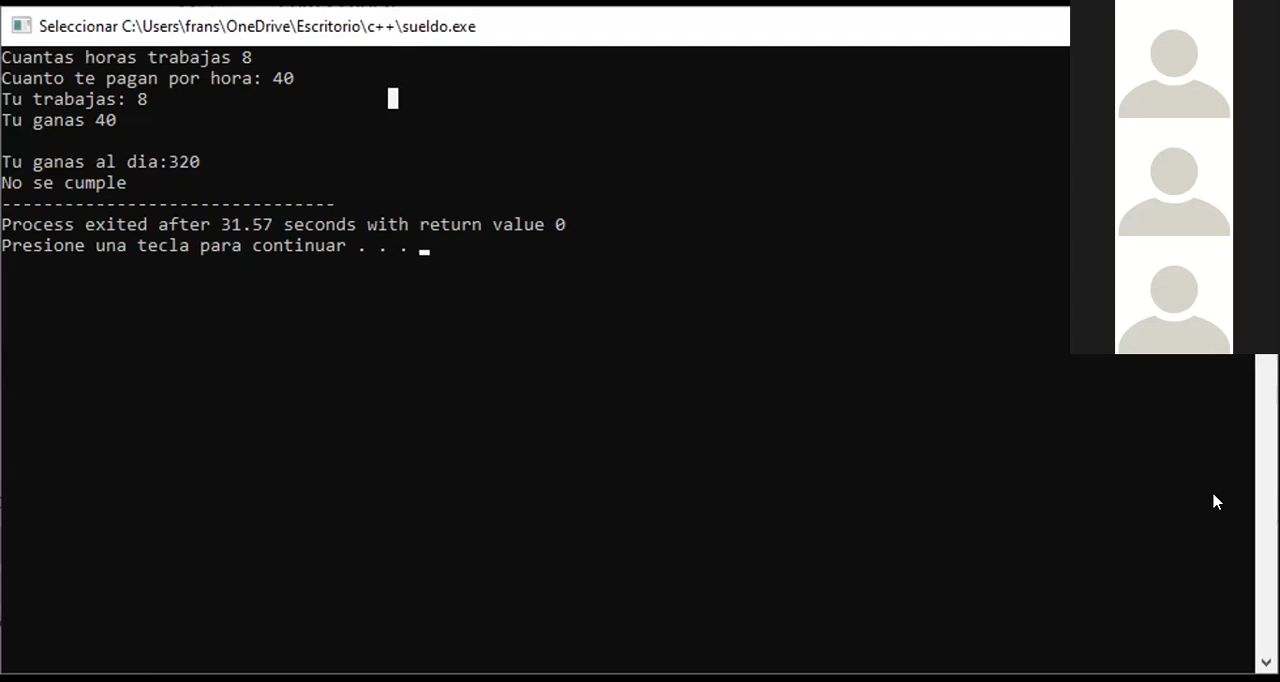 Seleccionar C:\Users\frans\OneDrive\Escritorio\c++\sueldo.exe
Cuantas horas trabajas 8
Cuanto te pagan por hora: 40
Tu trabajas: 8
Tu ganas 40
Tu ganas al dia:320
No se cumple
--------------------------------
Process exited after 31.57 seconds with return value 0
Presione una tecla para continuar . . .